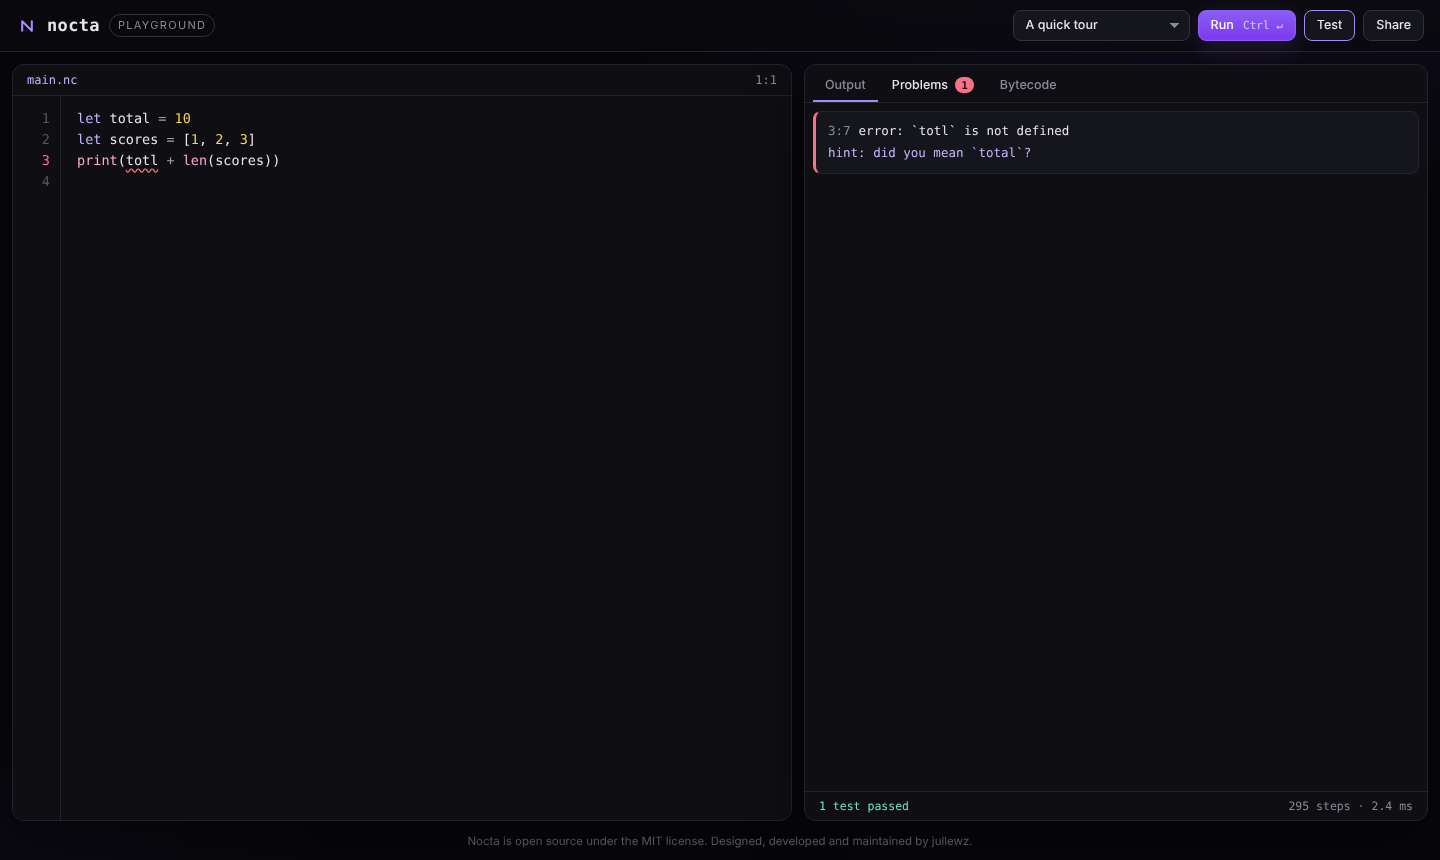 nocta PLAYGROUND
A quick tour
Run Ctrl ↵
Test
Share
main.nc 1:1
1 let total = 10
2 let scores = [1, 2, 3]
3 print(totl + len(scores))
4
Output Problems 1 Bytecode
3:7 error: `totl` is not defined
hint: did you mean `total`?
1 test passed 295 steps · 2.4 ms
Nocta is open source under the MIT license. Designed, developed and maintained by jullewz.